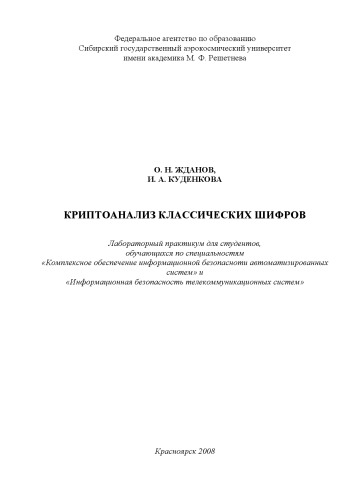 Федеральное агентство по образованию
Сибирский государственный аэрокосмический университет
имени академика М. Ф. Решетнева
О. Н. ЖДАНОВ,
И. А. КУДЕНКОВА
КРИПТОАНАЛИЗ КЛАССИЧЕСКИХ ШИФРОВ
Лабораторный практикум для студентов,
обучающихся по специальностям
«Комплексное обеспечение информационной безопасноти автоматизированных
систем» и
«Информационная безопасность телекоммуникационных систем»
Красноярск 2008